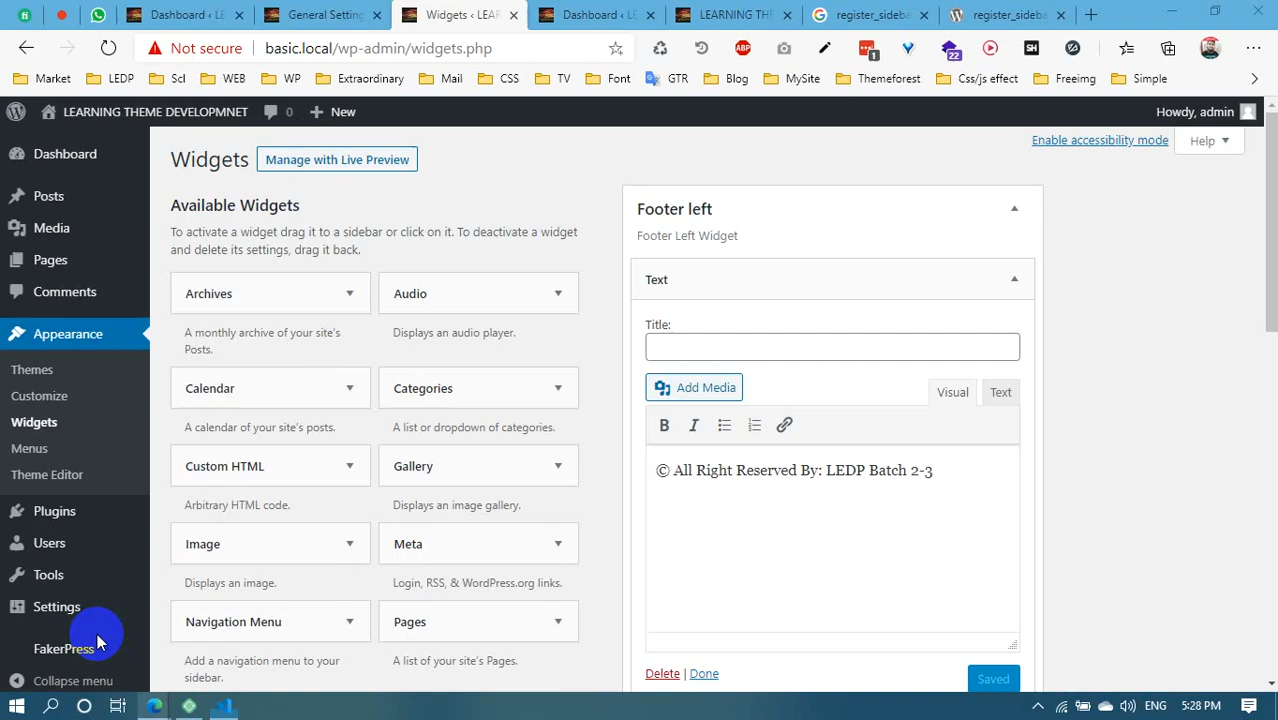 Dashboard ‹ LE
General Setting
Widgets ‹ LEAR
Dashboard ‹ LE
LEARNING THE
register_sideba
register_sideba
Not secure
basic.local/wp-admin/widgets.php
ABP
1
22
SH
Market
LEDP
Scl
WEB
WP
Extraordinary
Mail
CSS
TV
Font
GTR
Blog
MySite
Themeforest
Css/js effect
Freeimg
Simple
LEARNING THEME DEVELOPMNET
0
New
Howdy, admin
Dashboard
Posts
Media
Pages
Comments
Appearance
Themes
Customize
Widgets
Menus
Theme Editor
Plugins
Users
Tools
Settings
FakerPress
Collapse menu
Widgets
Manage with Live Preview
Enable accessibility mode
Help
Available Widgets
To activate a widget drag it to a sidebar or click on it. To deactivate a widget
and delete its settings, drag it back.
Archives
Audio
A monthly archive of your site's
Posts.
Displays an audio player.
Calendar
Categories
A calendar of your site's posts.
A list or dropdown of categories.
Custom HTML
Gallery
Arbitrary HTML code.
Displays an image gallery.
Image
Meta
Displays an image.
Login, RSS, & WordPress.org links.
Navigation Menu
Pages
Add a navigation menu to your
sidebar.
A list of your site's Pages.
Footer left
Footer Left Widget
Text
Title:
Add Media
Visual
Text
B
I
© All Right Reserved By: LEDP Batch 2-3
Delete | Done
Saved
ENG
5:28 PM